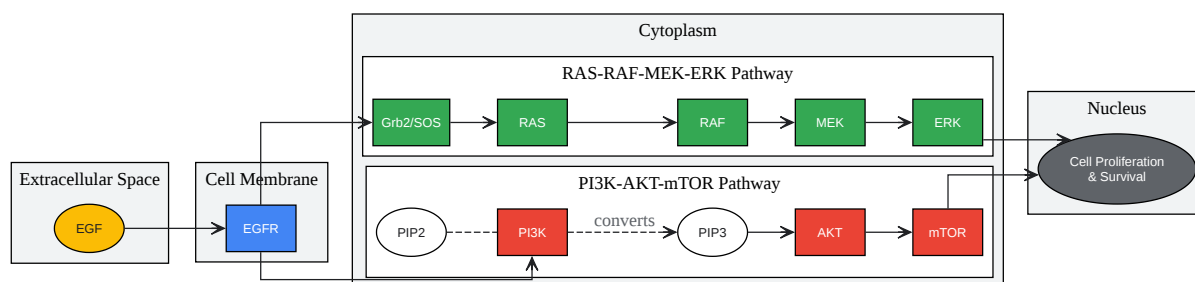 Cytoplasm
RAS-RAF-MEK-ERK Pathway
Grb2/SOS
RAS
RAF
MEK
ERK
Nucleus
Cell Proliferation
& Survival
Extracellular Space
EGF
Cell Membrane
EGFR
PI3K-AKT-mTOR Pathway
PIP2
PI3K
converts
PIP3
AKT
mTOR